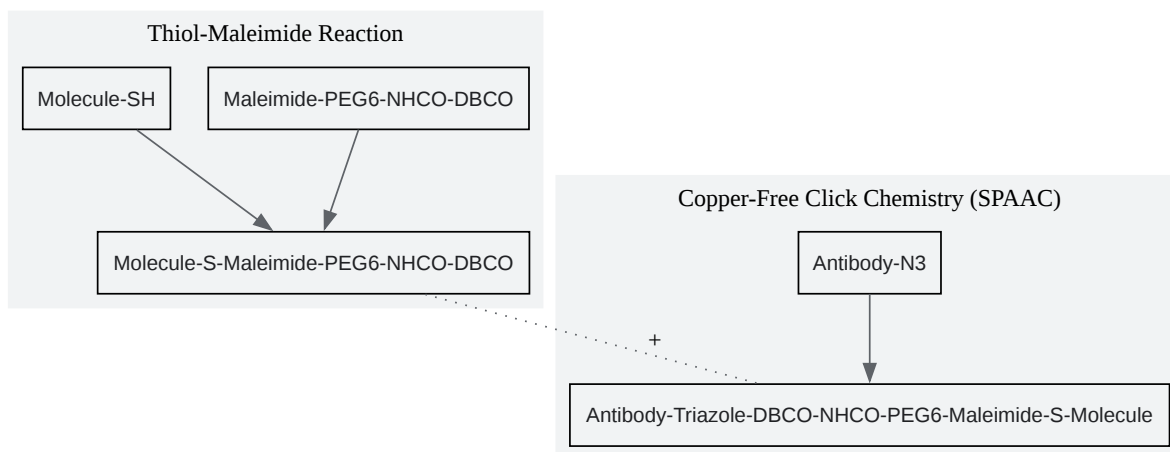 Thiol-Maleimide Reaction
Molecule-SH
Maleimide-PEG6-NHCO-DBCO
Molecule-S-Maleimide-PEG6-NHCO-DBCO
Copper-Free Click Chemistry (SPAAC)
Antibody-N3
+
Antibody-Triazole-DBCO-NHCO-PEG6-Maleimide-S-Molecule